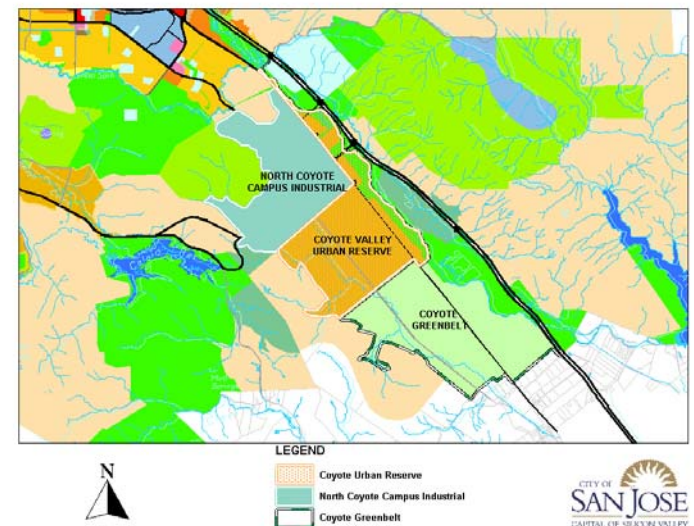 NORTH COYOTE
CAMPUS INDUSTRIAL
COYOTE VALLEY
URBAN RESERVE
COYOTE
GREENBELT
N
LEGEND
Coyote Urban Reserve
North Coyote Campus Industrial
Coyote Greenbelt
CITY OF
SAN JOSE
CAPITAL OF SILICON VALLEY